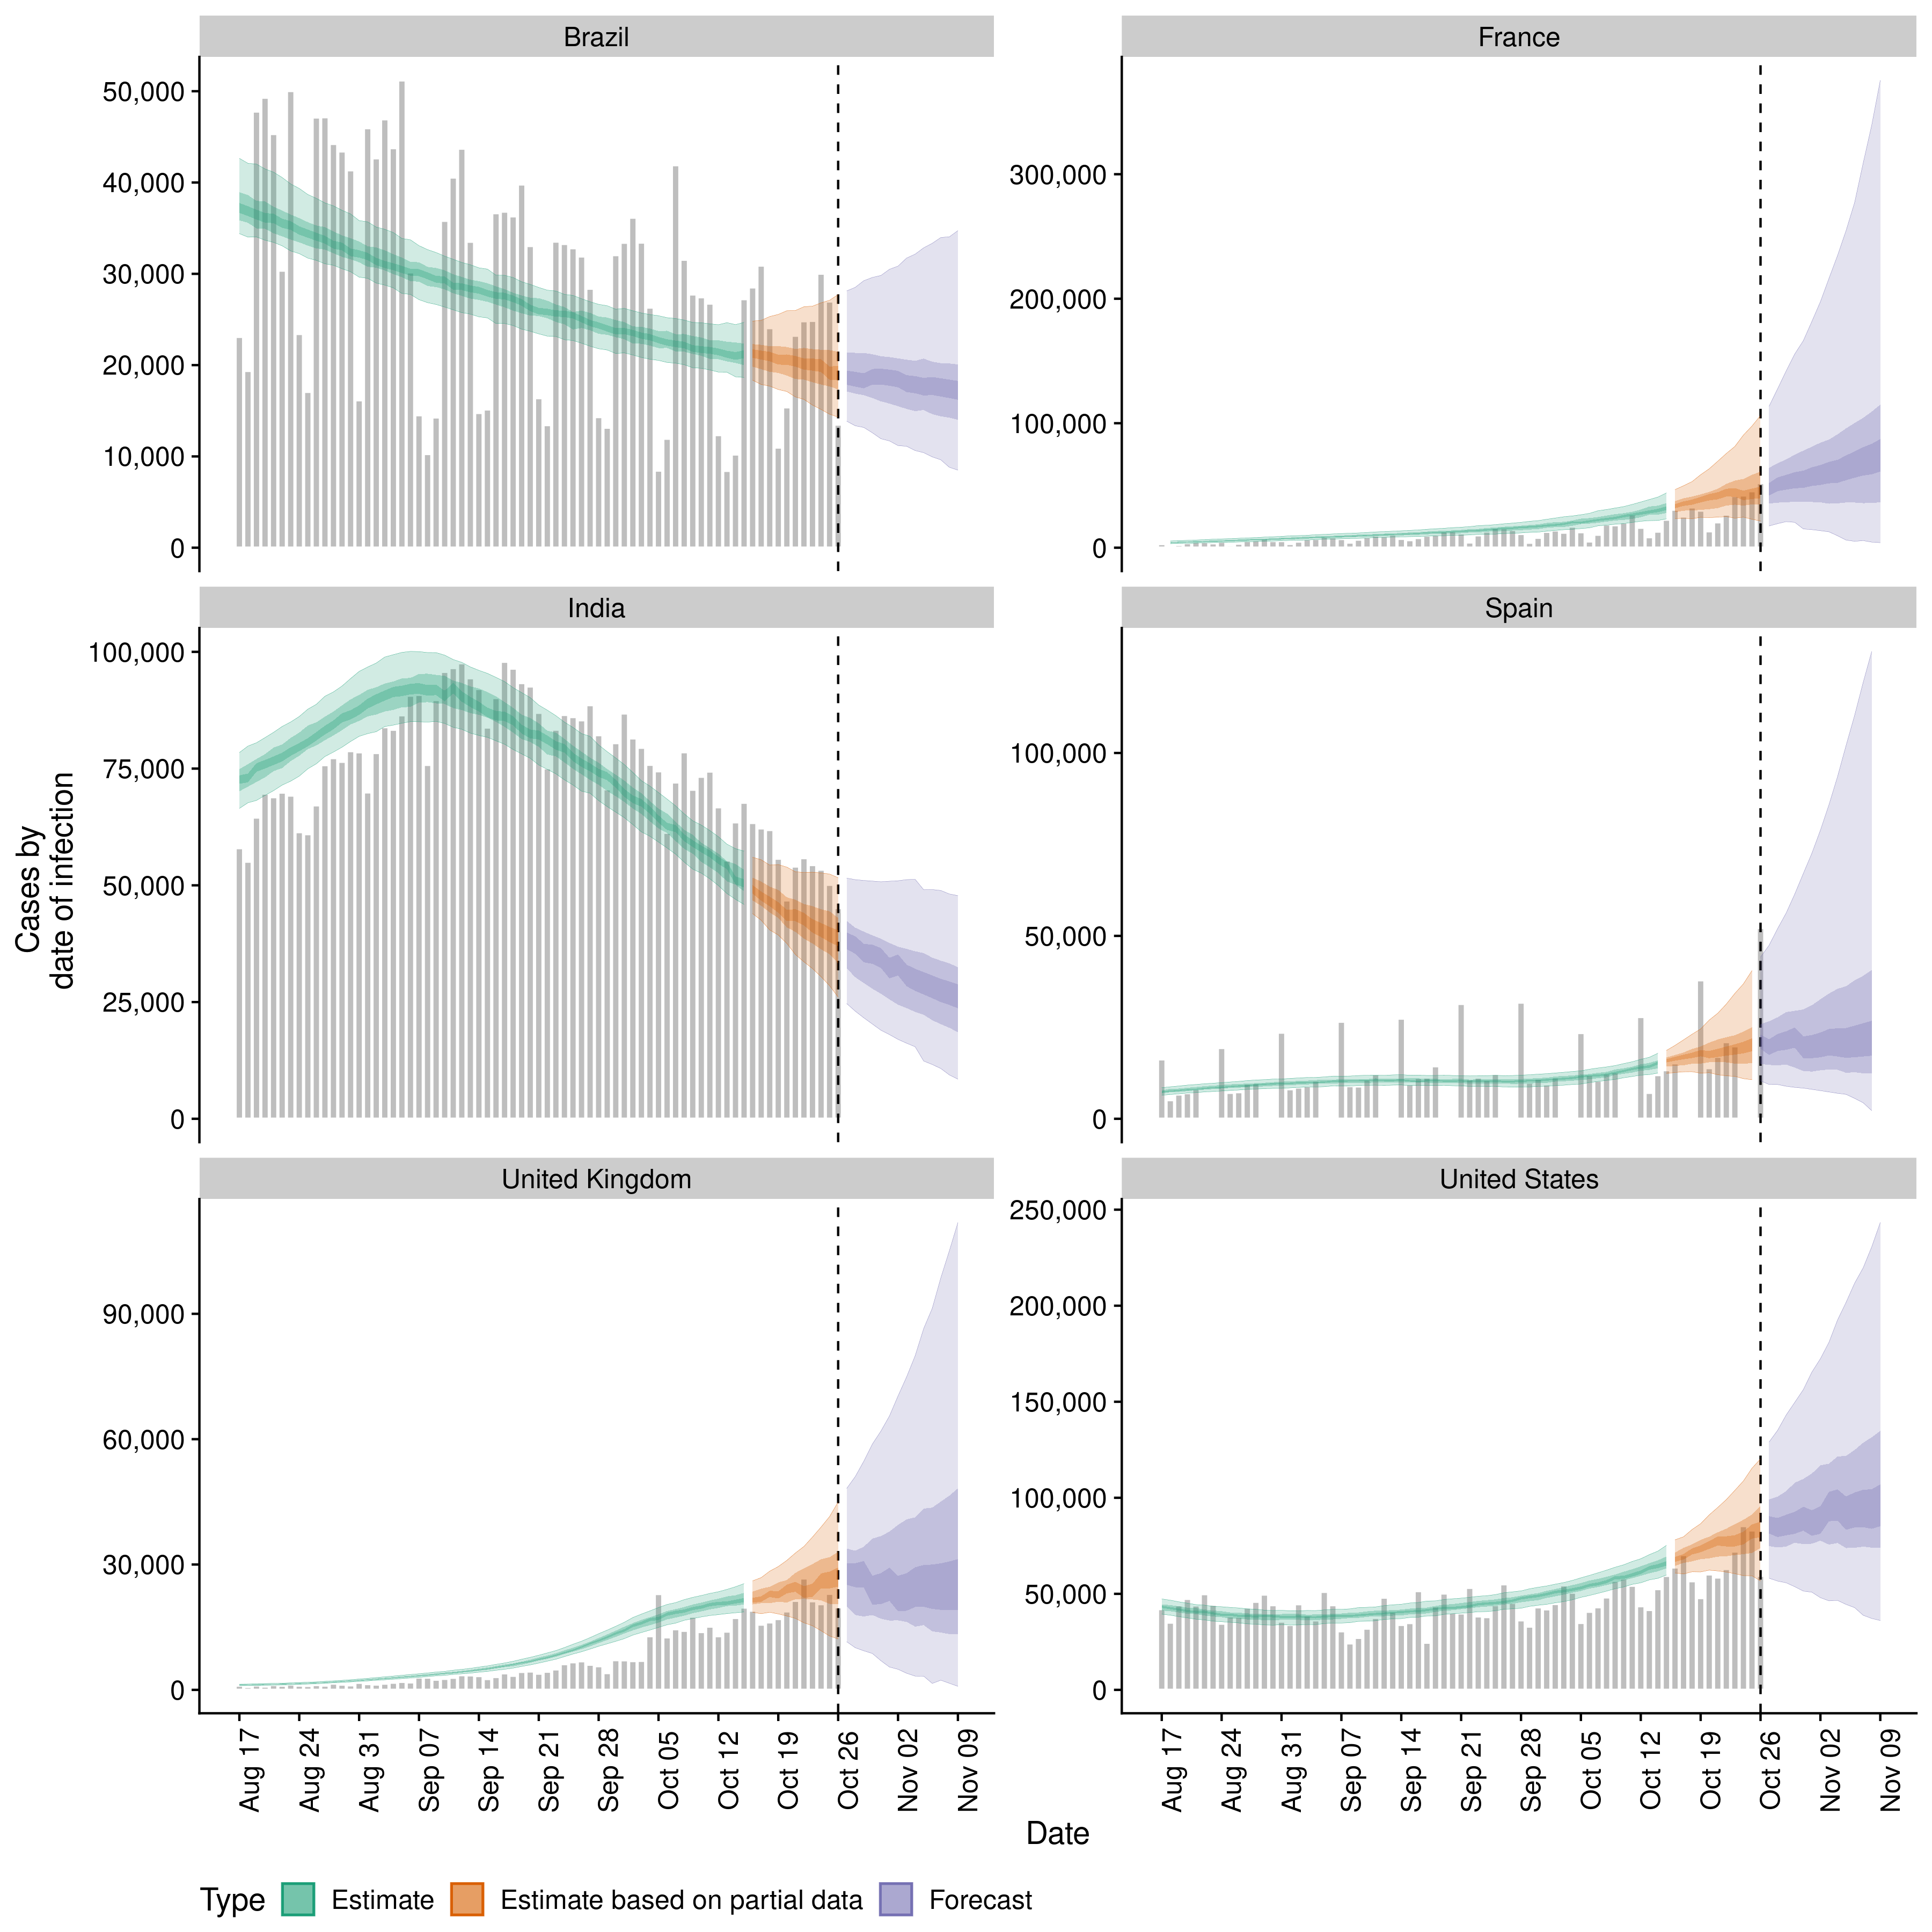 Brazil
France
50,000
40,000
30,000
20,000
10,000
0
300,000
200,000
100,000
0
India
Spain
100,000
75,000
50,000
25,000
0
100,000
50,000
0
Cases by
date of infection
United Kingdom
United States
90,000
60,000
30,000
0
250,000
200,000
150,000
100,000
50,000
0
Aug 17
Aug 24
Aug 31
Sep 07
Sep 14
Sep 21
Sep 28
Oct 05
Oct 12
Oct 19
Oct 26
Nov 02
Nov 09
Aug 17
Aug 24
Aug 31
Sep 07
Sep 14
Sep 21
Sep 28
Oct 05
Oct 12
Oct 19
Oct 26
Nov 02
Nov 09
Date
Type Estimate Estimate based on partial data Forecast